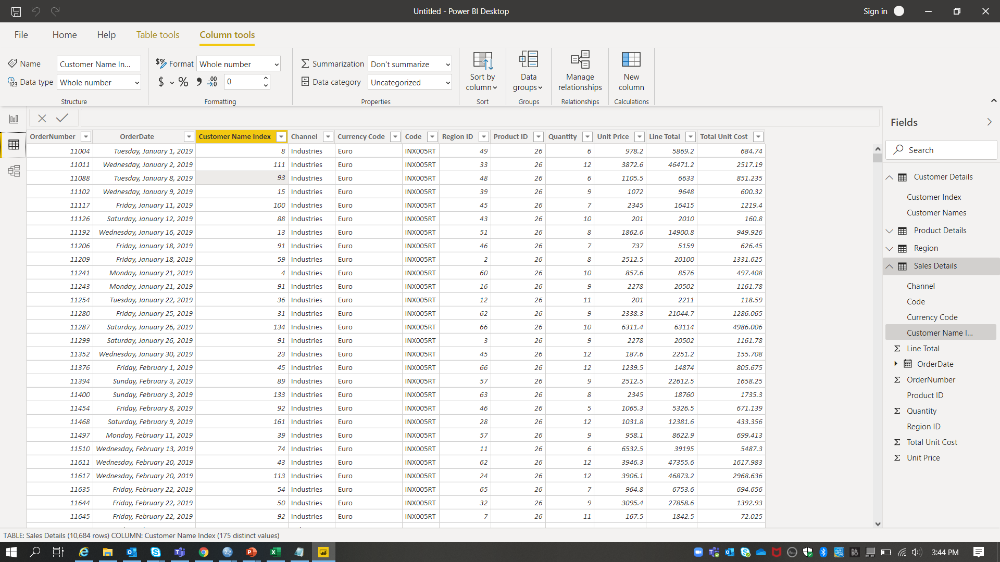 Untitled - Power BI Desktop
Sign in
File Home Help Table tools Column tools
Name Customer Name In... Format Whole number Summarization Don't summarize
Data type Whole number $ % 0 Data category Uncategorized
Sort by column Data groups Manage relationships New column
Structure Formatting Properties Sort Groups Relationships Calculations
OrderNumber OrderDate Customer Name Index Channel Currency Code Code Region ID Product ID Quantity Unit Price Line Total Total Unit Cost
11004 Tuesday, January 1, 2019 8 Industries Euro INX005RT 49 26 6 978.2 5869.2 684.74
11011 Wednesday, January 2, 2019 111 Industries Euro INX005RT 33 26 12 3872.6 46471.2 2517.19
11088 Tuesday, January 8, 2019 93 Industries Euro INX005RT 48 26 6 1105.5 6633 851.235
11102 Wednesday, January 9, 2019 15 Industries Euro INX005RT 39 26 9 1072 9648 600.32
11117 Friday, January 11, 2019 100 Industries Euro INX005RT 45 26 7 2345 16415 1219.4
11126 Saturday, January 12, 2019 88 Industries Euro INX005RT 43 26 10 201 2010 160.8
11192 Wednesday, January 16, 2019 13 Industries Euro INX005RT 51 26 8 1862.6 14900.8 949.926
11206 Friday, January 18, 2019 91 Industries Euro INX005RT 46 26 7 737 5159 626.45
11209 Friday, January 18, 2019 59 Industries Euro INX005RT 2 26 8 2512.5 20100 1331.625
11241 Monday, January 21, 2019 4 Industries Euro INX005RT 60 26 10 857.6 8576 497.408
11243 Monday, January 21, 2019 91 Industries Euro INX005RT 16 26 9 2278 20502 1161.78
11254 Tuesday, January 22, 2019 36 Industries Euro INX005RT 12 26 11 201 2211 118.59
11280 Friday, January 25, 2019 31 Industries Euro INX005RT 62 26 9 2338.3 21044.7 1286.065
11287 Saturday, January 26, 2019 134 Industries Euro INX005RT 66 26 10 6311.4 63114 4986.006
11299 Saturday, January 26, 2019 91 Industries Euro INX005RT 3 26 9 2278 20502 1161.78
11352 Wednesday, January 30, 2019 23 Industries Euro INX005RT 45 26 12 187.6 2251.2 155.708
11376 Friday, February 1, 2019 45 Industries Euro INX005RT 66 26 12 1239.5 14874 805.675
11394 Sunday, February 3, 2019 89 Industries Euro INX005RT 57 26 9 2512.5 22612.5 1658.25
11400 Sunday, February 3, 2019 133 Industries Euro INX005RT 63 26 8 2345 18760 1735.3
11454 Friday, February 8, 2019 92 Industries Euro INX005RT 46 26 5 1065.3 5326.5 671.139
11468 Saturday, February 9, 2019 161 Industries Euro INX005RT 28 26 12 1031.8 12381.6 433.356
11497 Monday, February 11, 2019 39 Industries Euro INX005RT 57 26 9 958.1 8622.9 699.413
11510 Wednesday, February 13, 2019 74 Industries Euro INX005RT 11 26 6 6532.5 39195 5487.3
11611 Wednesday, February 20, 2019 43 Industries Euro INX005RT 62 26 12 3946.3 47355.6 1617.983
11617 Wednesday, February 20, 2019 113 Industries Euro INX005RT 24 26 12 3906.1 46873.2 2968.636
11635 Friday, February 22, 2019 54 Industries Euro INX005RT 65 26 7 964.8 6753.6 694.656
11644 Friday, February 22, 2019 50 Industries Euro INX005RT 32 26 9 3095.4 27858.6 1392.93
11645 Friday, February 22, 2019 92 Industries Euro INX005RT 7 26 11 167.5 1842.5 72.025
Fields
Search
Customer Details
Customer Index
Customer Names
Product Details
Region
Sales Details
Channel
Code
Currency Code
Customer Name I...
Line Total
OrderDate
OrderNumber
Product ID
Quantity
Region ID
Total Unit Cost
Unit Price
TABLE: Sales Details (10,684 rows) COLUMN: Customer Name Index (175 distinct values)
3:44 PM